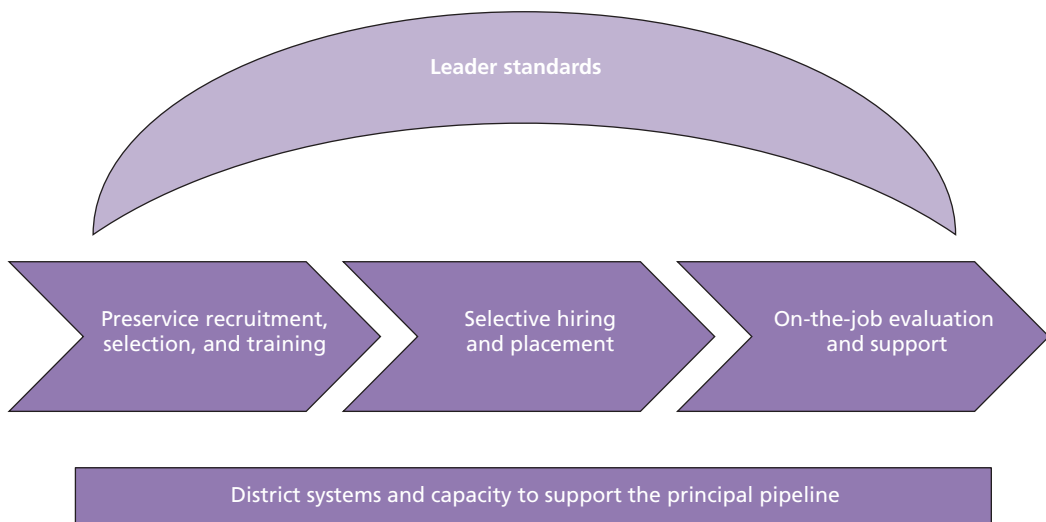 Leader standards
Preservice recruitment,
selection, and training
Selective hiring
and placement
On-the-job evaluation
and support
District systems and capacity to support the principal pipeline